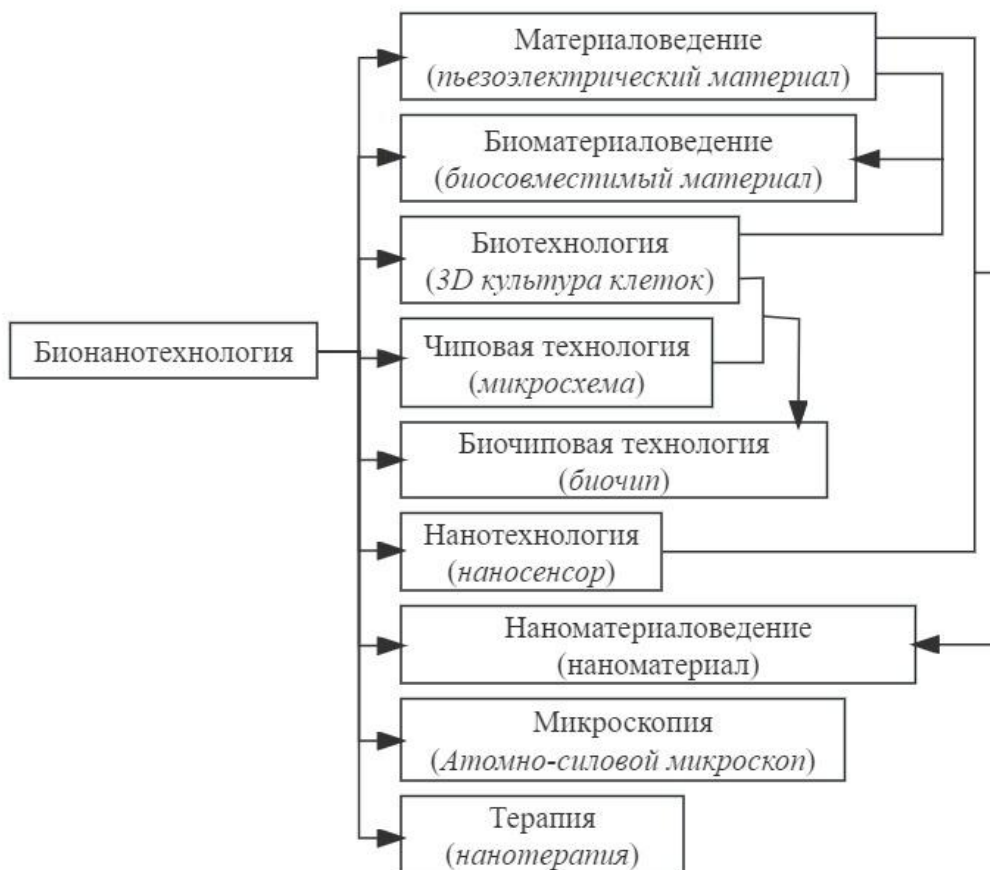 Материаловедение
(пьезоэлектрический материал)
Биоматериаловедение
(биосовместимый материал)
Биотехнология
(3D культура клеток)
Бионанотехнология
Чиповая технология
(микросхема)
Биочиповая технология
(биочип)
Нанотехнология
(наносенсор)
Наноматериаловедение
(наноматериал)
Микроскопия
(Атомно-силовой микроскоп)
Терапия
(нанотерапия)